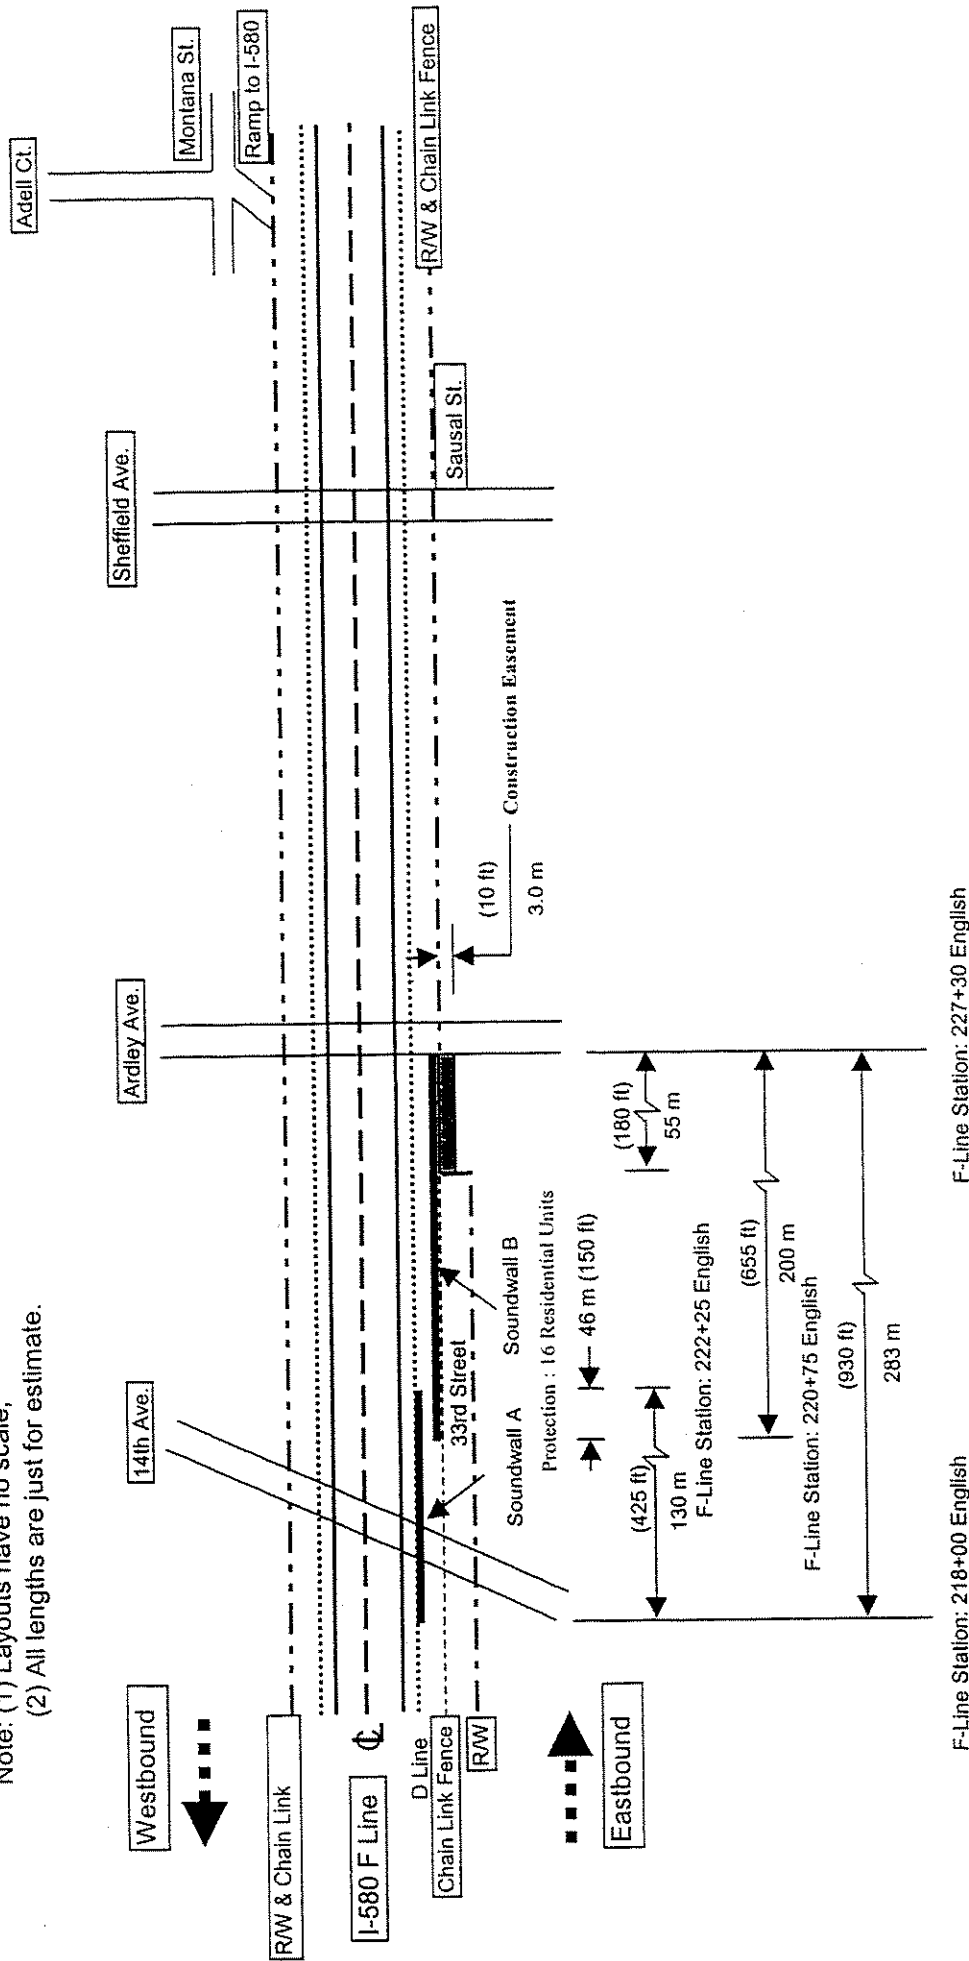 Note: (1) Layouts have no scale,
(2) All lengths are just for estimate.
Westbound
14th Ave.
Ardley Ave.
Sheffield Ave.
Adell Ct.
Montana St.
Ramp to I-580
R/W & Chain Link
I-580 F Line
CL
D Line
Chain Link Fence
R/W
Eastbound
R/W & Chain Link Fence
Sausal St.
33rd Street
Soundwall A
Soundwall B
Protection : 16 Residential Units
(10 ft)
3.0 m
Construction Easement
46 m (150 ft)
(180 ft)
55 m
(425 ft)
130 m
F-Line Station: 222+25 English
(655 ft)
200 m
F-Line Station: 220+75 English
(930 ft)
283 m
F-Line Station: 218+00 English
F-Line Station: 227+30 English